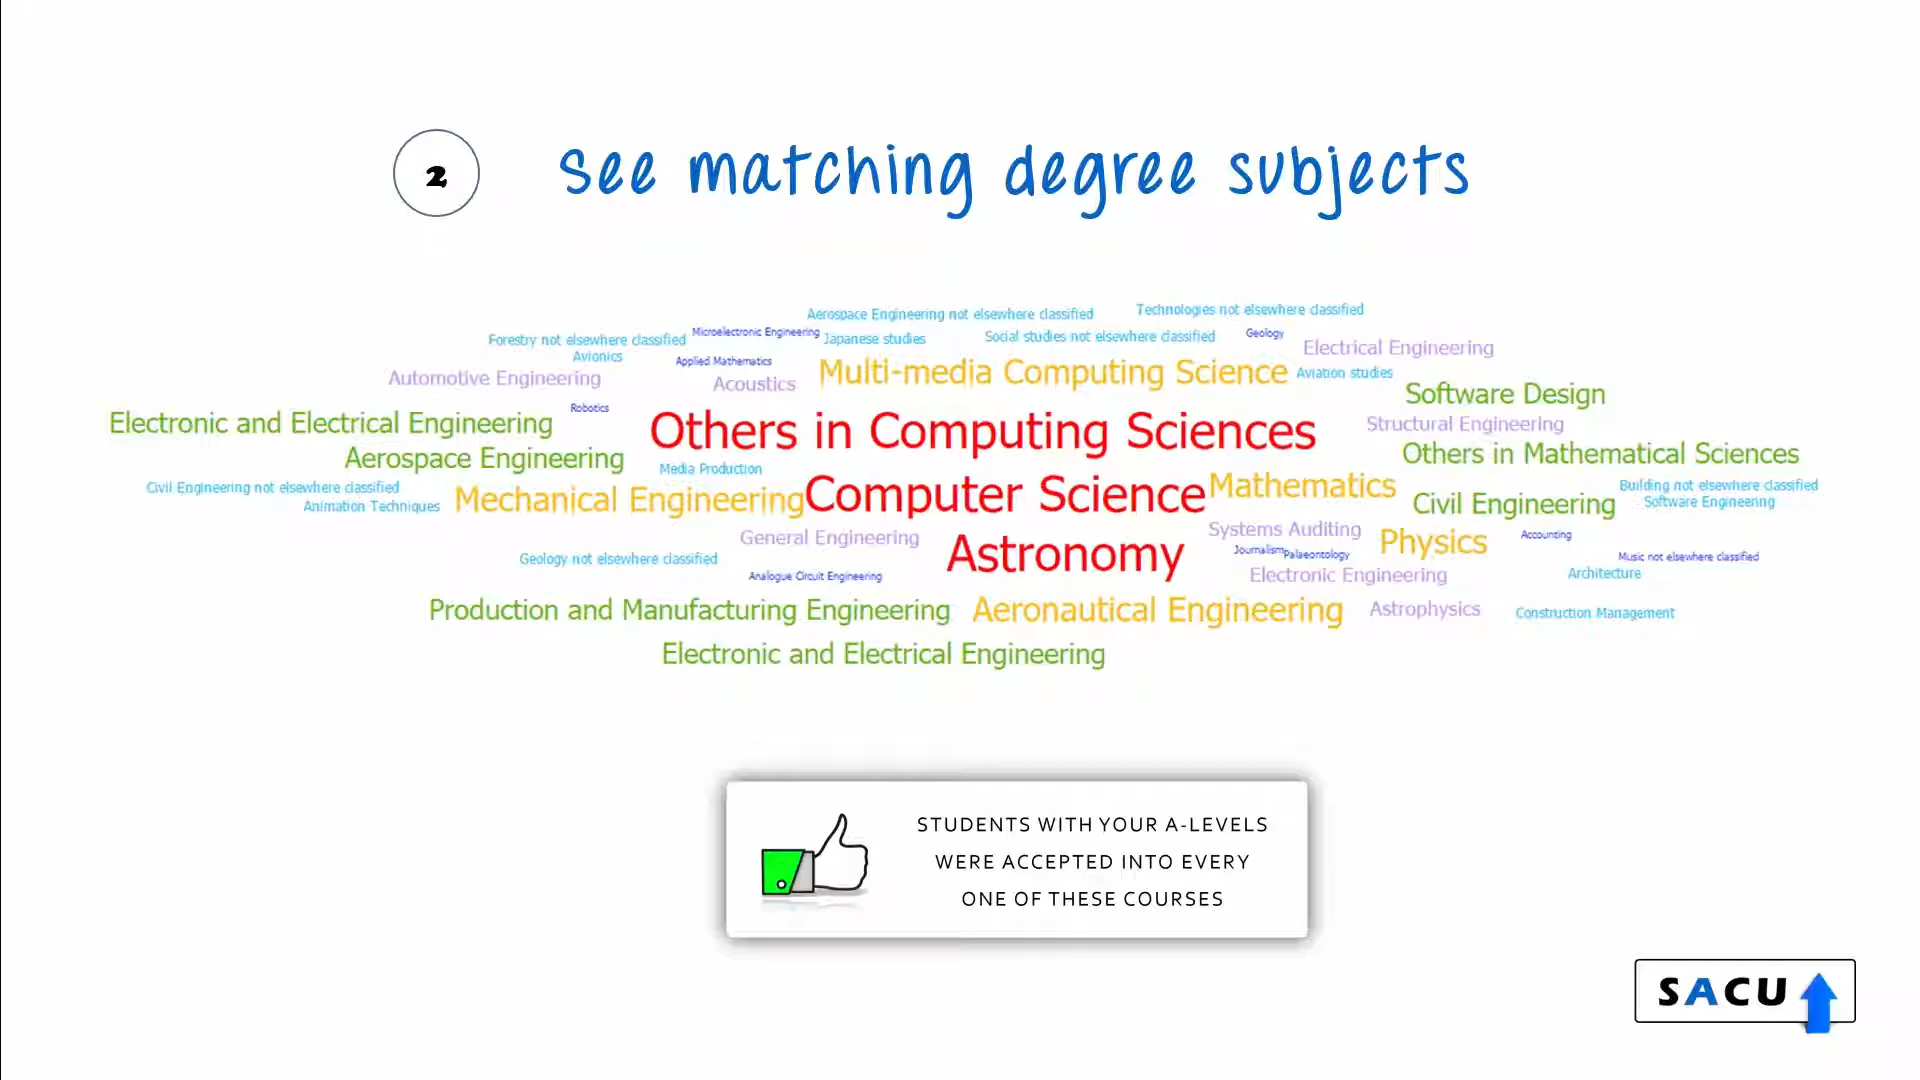 2
See matching degree subjects
Aerospace Engineering not elsewhere classified
Technologies not elsewhere classified
Forestry not elsewhere classified
Microelectronic Engineering
Japanese studies
Social studies not elsewhere classified
Geology
Electrical Engineering
Avionics
Applied Mathematics
Automotive Engineering
Acoustics
Multi-media Computing Science
Aviation studies
Software Design
Robotics
Electronic and Electrical Engineering
Others in Computing Sciences
Structural Engineering
Aerospace Engineering
Media Production
Others in Mathematical Sciences
Civil Engineering not elsewhere classified
Animation Techniques
Mechanical Engineering
Computer Science
Mathematics
Civil Engineering
Building not elsewhere classified
Software Engineering
General Engineering
Systems Auditing
Physics
Accounting
Geology not elsewhere classified
Astronomy
Journalism
Palaeontology
Music not elsewhere classified
Analogue Circuit Engineering
Electronic Engineering
Architecture
Production and Manufacturing Engineering
Aeronautical Engineering
Astrophysics
Construction Management
Electronic and Electrical Engineering
STUDENTS WITH YOUR A-LEVELS
WERE ACCEPTED INTO EVERY
ONE OF THESE COURSES
SACU